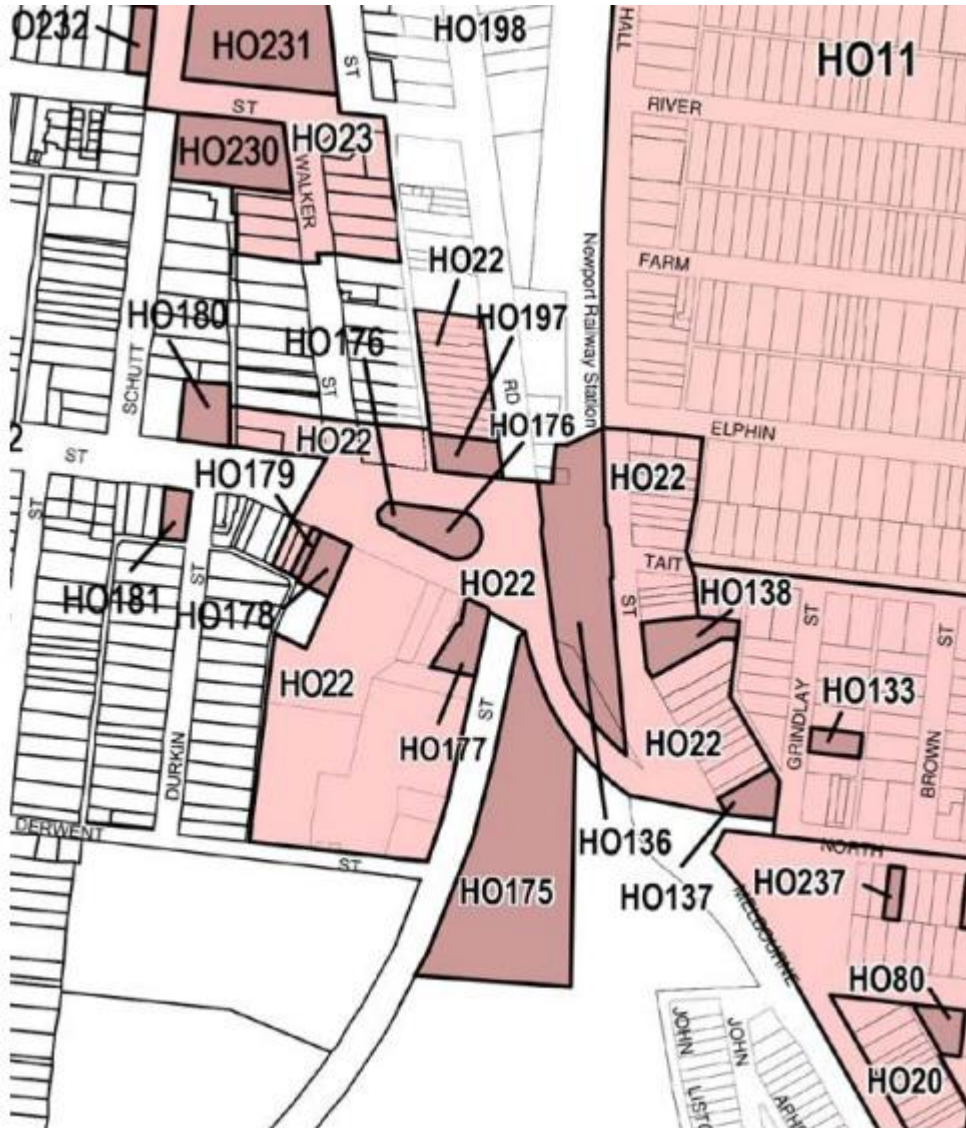 O232
HO231
ST
HO198
HALL
HO11
ST
RIVER
HO230
HO23
WALKER
FARM
HO22
Newport Railway Station
HO180
HO176
HO197
SCHUTT
ST
RD
HO176
ELPHIN
2
ST
HO22
HO179
HO22
ST
TAIT
HO22
ST
HO181
HO178
ST
HO138
ST
ST
HO22
HO133
ST
HO177
HO22
GRINDLAY
BROWN
DURKIN
DERWENT
ST
HO136
NORTH
HO175
HO137
HO237
MELBOURNE
HO80
JOHN
JOHN
HO20